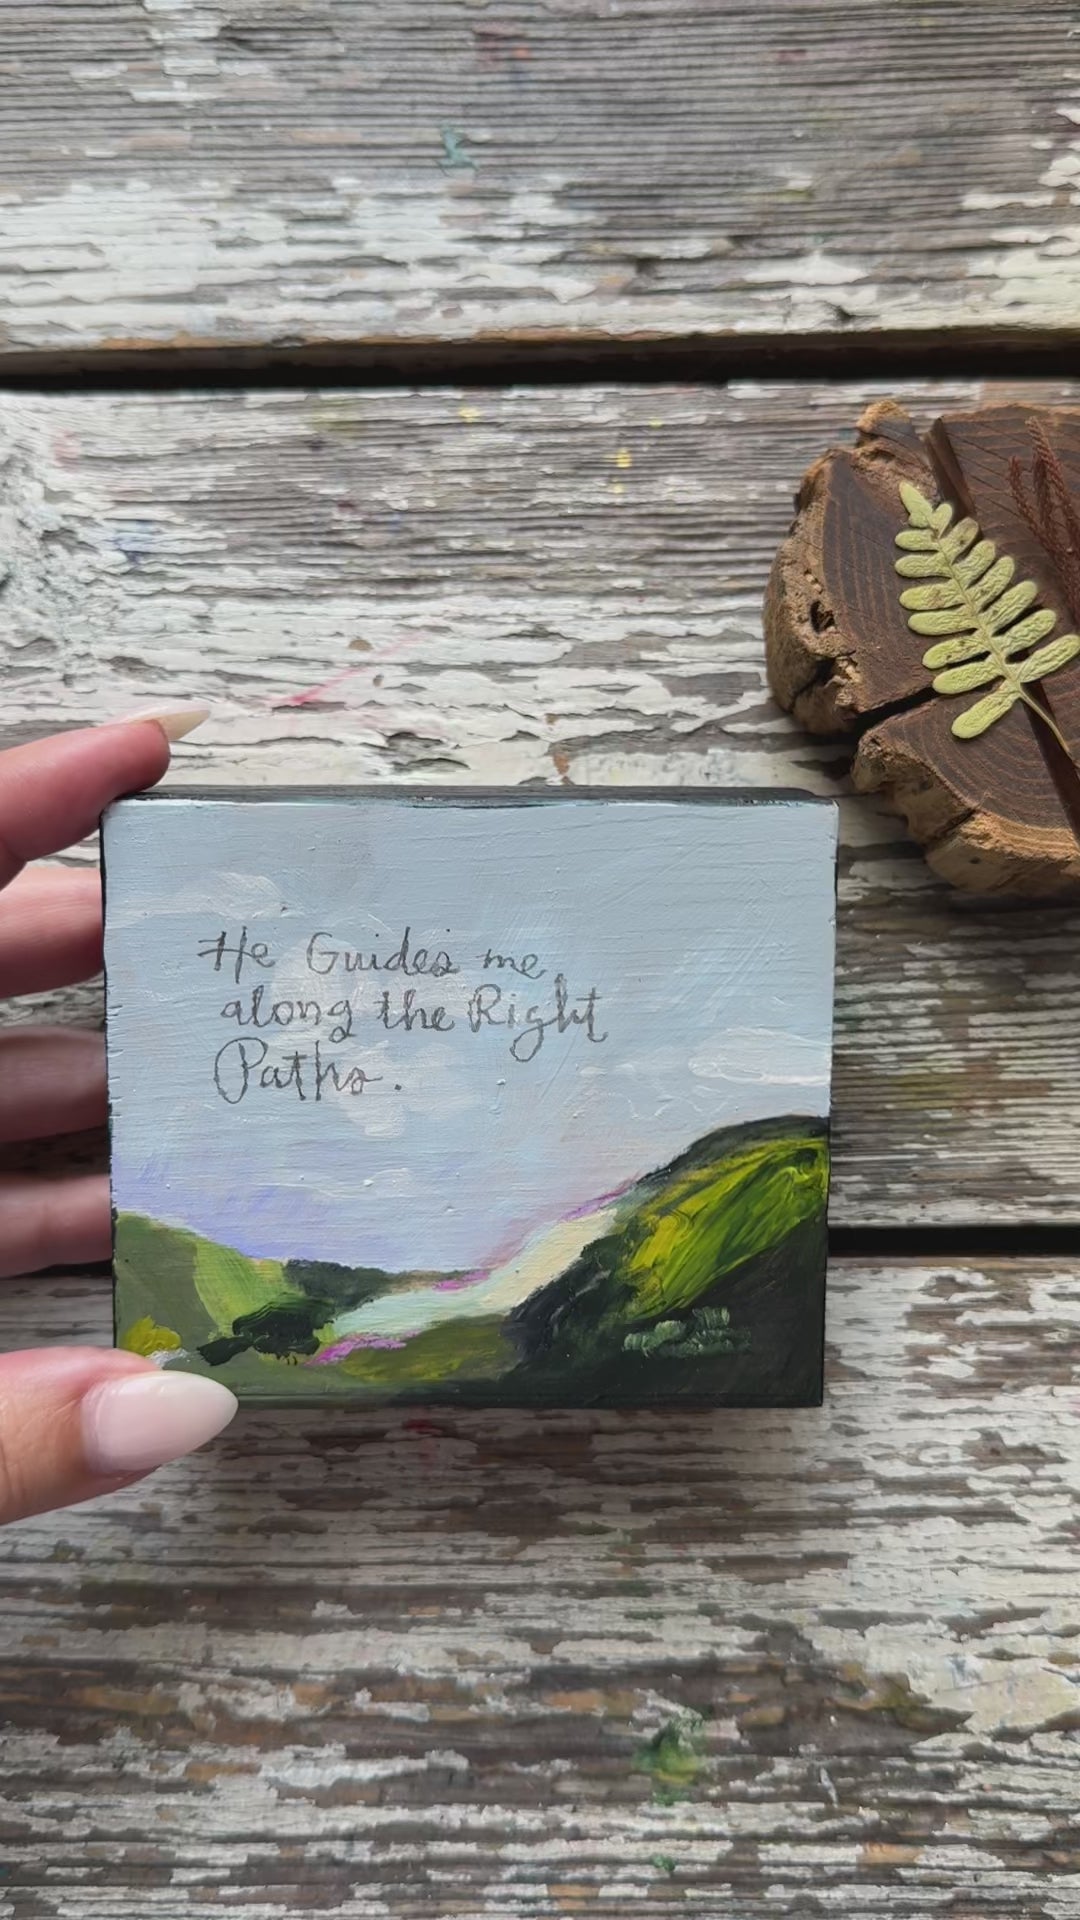 He Guides me
along the Right
Paths.